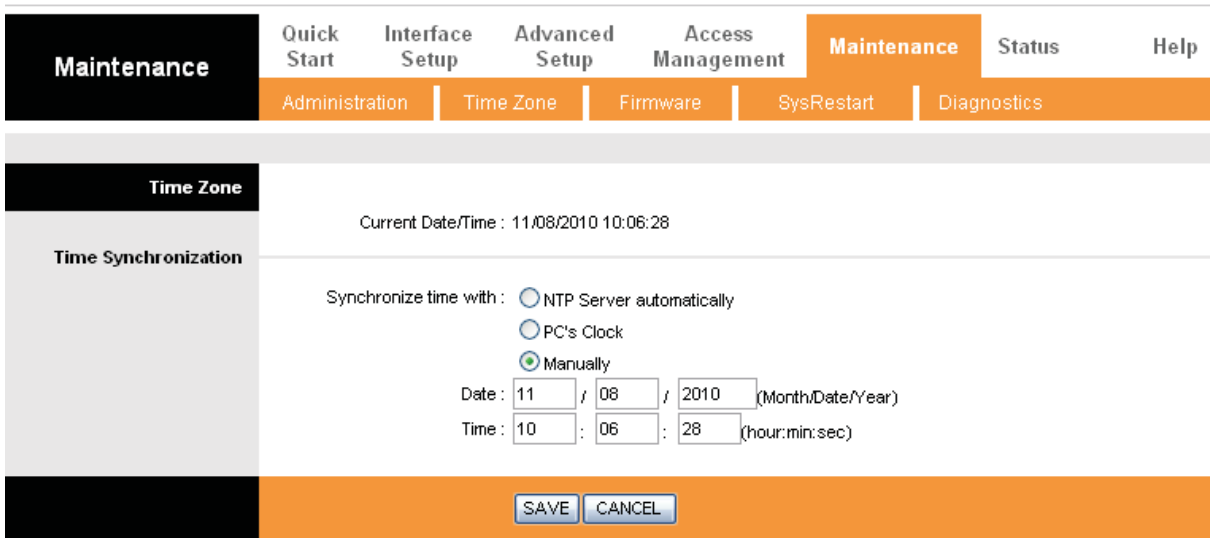 Maintenance
Quick Start
Interface Setup
Advanced Setup
Access Management
Maintenance
Status
Help
Administration
Time Zone
Firmware
SysRestart
Diagnostics
Time Zone
Current Date/Time : 11/08/2010 10:06:28
Time Synchronization
Synchronize time with : NTP Server automatically
PC's Clock
Manually
Date : 11 / 08 / 2010 (Month/Date/Year)
Time : 10 : 06 : 28 (hour:min:sec)
SAVE CANCEL